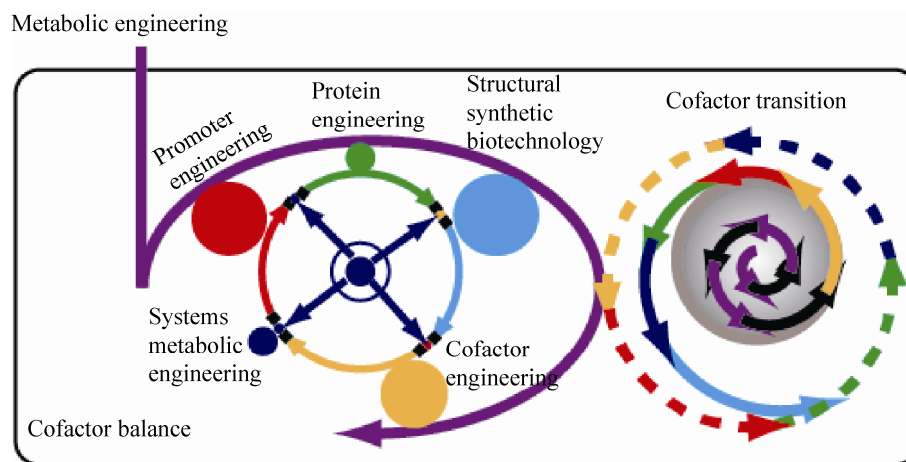 Metabolic engineering
Promoter
engineering
Protein
engineering
Structural
synthetic
biotechnology
Cofactor transition
Systems
metabolic
engineering
Cofactor
engineering
Cofactor balance